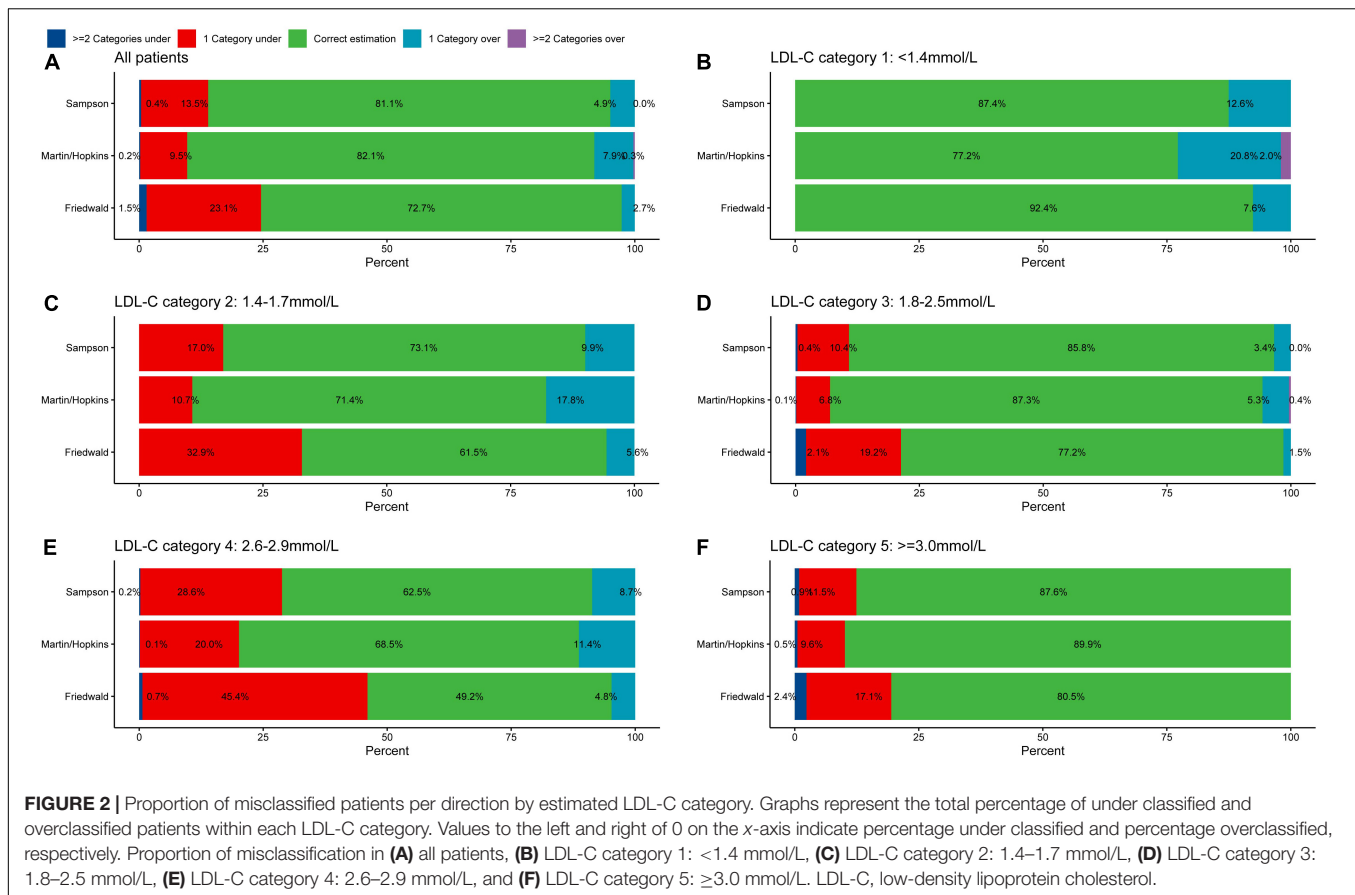 >=2 Categories under 1 Category under Correct estimation 1 Category over >=2 Categories over
A All patients
Sampson 0.4% 13.5% 81.1% 4.9% 0.0%
Martin/Hopkins 0.2% 9.5% 82.1% 7.9% 0.3%
Friedwald 1.5% 23.1% 72.7% 2.7%
0 25 50 75 100
Percent
B LDL-C category 1: <1.4mmol/L
Sampson 87.4% 12.6%
Martin/Hopkins 77.2% 20.8% 2.0%
Friedwald 92.4% 7.6%
0 25 50 75 100
Percent
C LDL-C category 2: 1.4-1.7mmol/L
Sampson 17.0% 73.1% 9.9%
Martin/Hopkins 10.7% 71.4% 17.8%
Friedwald 32.9% 61.5% 5.6%
0 25 50 75 100
Percent
D LDL-C category 3: 1.8-2.5mmol/L
Sampson 0.4% 10.4% 85.8% 3.4% 0.0%
Martin/Hopkins 0.1% 6.8% 87.3% 5.3% 0.4%
Friedwald 2.1% 19.2% 77.2% 1.5%
0 25 50 75 100
Percent
E LDL-C category 4: 2.6-2.9mmol/L
Sampson 0.2% 28.6% 62.5% 8.7%
Martin/Hopkins 0.1% 20.0% 68.5% 11.4%
Friedwald 0.7% 45.4% 49.2% 4.8%
0 25 50 75 100
Percent
F LDL-C category 5: >=3.0mmol/L
Sampson 0.9% 11.5% 87.6%
Martin/Hopkins 0.5% 9.6% 89.9%
Friedwald 2.4% 17.1% 80.5%
0 25 50 75 100
Percent
FIGURE 2 | Proportion of misclassified patients per direction by estimated LDL-C category. Graphs represent the total percentage of under classified and
overclassified patients within each LDL-C category. Values to the left and right of 0 on the x-axis indicate percentage under classified and percentage overclassified,
respectively. Proportion of misclassification in (A) all patients, (B) LDL-C category 1: <1.4 mmol/L, (C) LDL-C category 2: 1.4–1.7 mmol/L, (D) LDL-C category 3:
1.8–2.5 mmol/L, (E) LDL-C category 4: 2.6–2.9 mmol/L, and (F) LDL-C category 5: ≥3.0 mmol/L. LDL-C, low-density lipoprotein cholesterol.